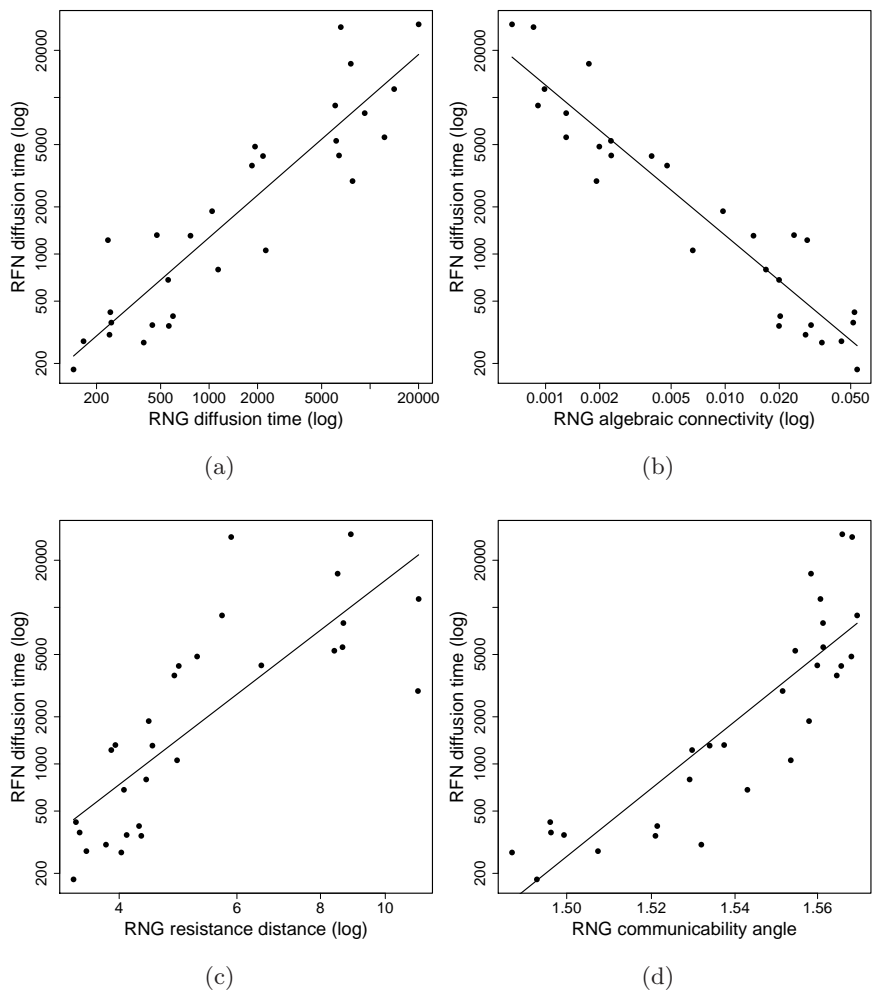 RFN diffusion time (log)
200 500 1000 2000 5000 20000
200 500 1000 2000 5000 20000
RNG diffusion time (log)
(a)
RFN diffusion time (log)
200 500 1000 2000 5000 20000
0.001 0.002 0.005 0.010 0.020 0.050
RNG algebraic connectivity (log)
(b)
RFN diffusion time (log)
200 500 1000 2000 5000 20000
4 6 8 10
RNG resistance distance (log)
(c)
RFN diffusion time (log)
200 500 1000 2000 5000 20000
1.50 1.52 1.54 1.56
RNG communicability angle
(d)